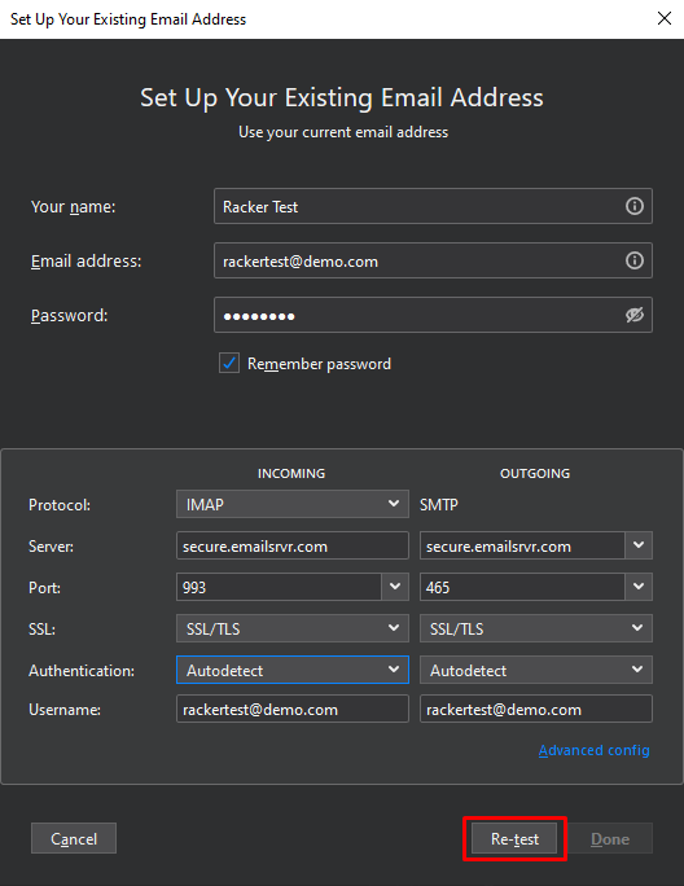 Set Up Your Existing Email Address
Set Up Your Existing Email Address
Use your current email address
Your name: Racker Test
Email address: rackertest@demo.com
Password: ●●●●●●●●
Remember password
INCOMING OUTGOING
Protocol: IMAP SMTP
Server: secure.emailsrvr.com secure.emailsrvr.com
Port: 993 465
SSL: SSL/TLS SSL/TLS
Authentication: Autodetect Autodetect
Username: rackertest@demo.com rackertest@demo.com
Advanced config
Cancel Re-test Done